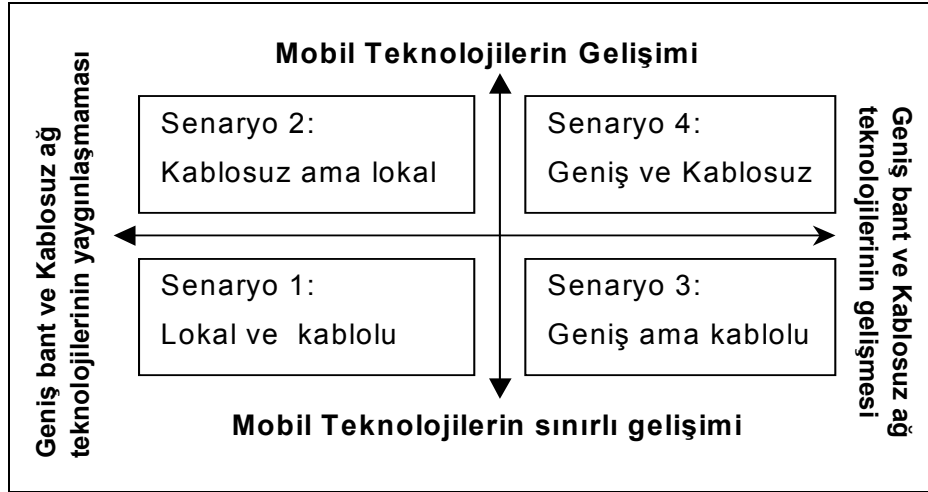 Mobil Teknolojilerin Gelişimi
Geniş bant ve Kablosuz ağ
teknolojilerinin yaygınlaşmaması
Senaryo 2:
Kablosuz ama lokal
Senaryo 4:
Geniş ve Kablosuz
Senaryo 1:
Lokal ve kablolu
Senaryo 3:
Geniş ama kablolu
Geniş bant ve Kablosuz ağ
teknolojilerinin gelişmesi
Mobil Teknolojilerin sınırlı gelişimi